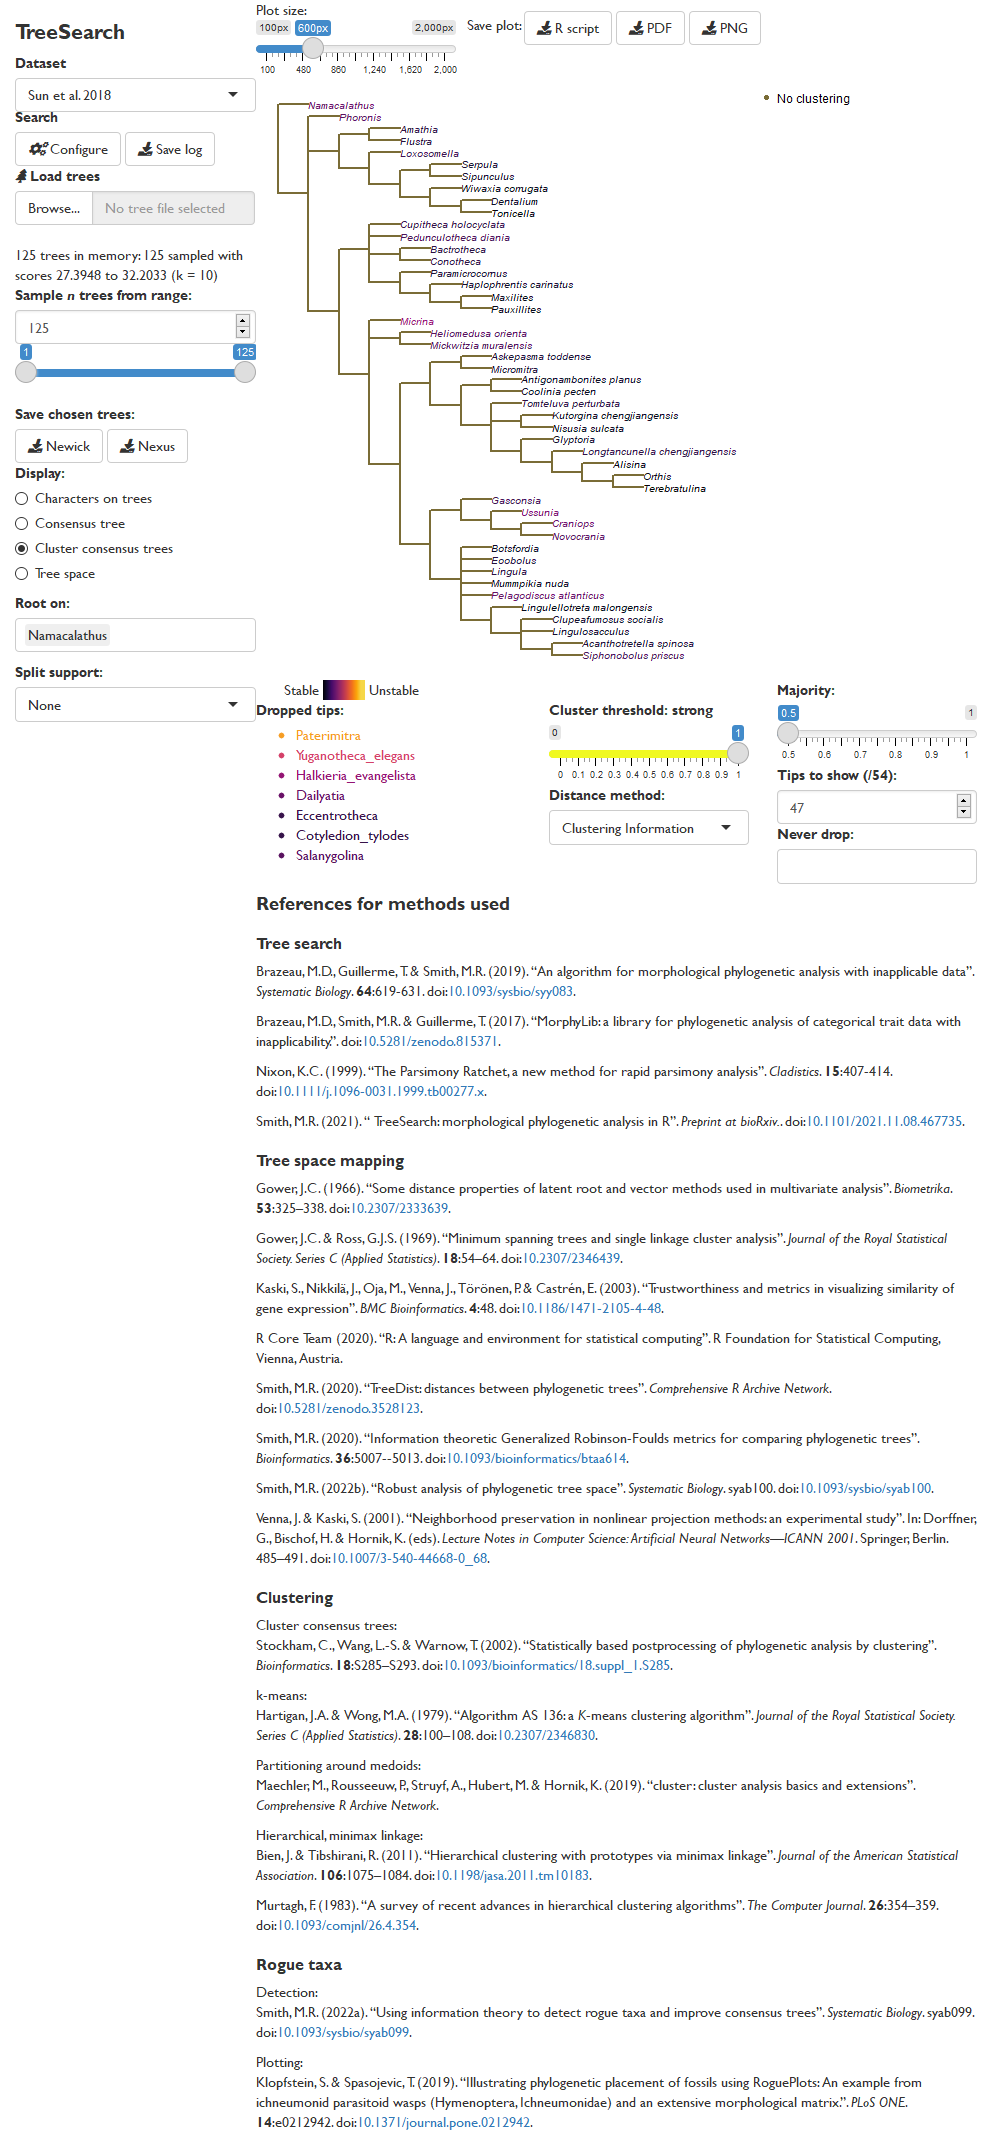 TreeSearch
Dataset
Sun et al. 2018
Search
Configure
Save log
Load trees
Browse...
No tree file selected
125 trees in memory: 125 sampled with
scores 27.3948 to 32.2033 (k = 10)
Sample n trees from range:
125
1
125
Save chosen trees:
Newick
Nexus
Display:
Characters on trees
Consensus tree
Cluster consensus trees
Tree space
Root on:
Namacalathus
Split support:
None
Plot size:
100px 600px 2,000px
100 480 860 1,240 1,620 2,000
Save plot:
R script
PDF
PNG
No clustering
Namacalathus
Phoronis
Amathia
Flustra
Loxosomella
Serpula
Sipunculus
Wiwaxia corrugata
Dentalium
Tonicella
Cupitheca holocyclata
Pedunculotheca diania
Bactrotheca
Conotheca
Paramicrocornus
Haplophrentis carinatus
Maxilites
Pauxillites
Micrina
Heliomedusa orienta
Mickwitzia muralensis
Askepasma toddense
Micromitra
Antigonambonites planus
Coolinia pecten
Tomteluva perturbata
Kutorgina chengjiangensis
Nisusia sulcata
Glyptoria
Longtancunella chengjiangensis
Alisina
Orthis
Terebratulina
Gasconsia
Ussunia
Craniops
Novocrania
Botsfordia
Eoobolus
Lingula
Mummpikia nuda
Pelagodiscus atlanticus
Lingulellotreta malongensis
Clupeafumosus socialis
Lingulosacculus
Acanthotretella spinosa
Siphonobolus priscus
Stable Unstable
Dropped tips:
Paterimitra
Yuganotheca_elegans
Halkieria_evangelista
Dailyatia
Eccentrotheca
Cotyledion_tylodes
Salanygolina
Cluster threshold: strong
0 1
0 0.1 0.2 0.3 0.4 0.5 0.6 0.7 0.8 0.9 1
Distance method:
Clustering Information
Majority:
0.5 1
0.5 0.6 0.7 0.8 0.9 1
Tips to show (/54):
47
Never drop:
References for methods used
Tree search
Brazeau, M.D., Guillerme, T. & Smith, M.R. (2019). “An algorithm for morphological phylogenetic analysis with inapplicable data”.
Systematic Biology. 64:619-631. doi:10.1093/sysbio/syy083.
Brazeau, M.D., Smith, M.R. & Guillerme, T. (2017). “MorphyLib: a library for phylogenetic analysis of categorical trait data with
inapplicability.”. doi:10.5281/zenodo.815371.
Nixon, K.C. (1999). “The Parsimony Ratchet, a new method for rapid parsimony analysis”. Cladistics. 15:407-414.
doi:10.1111/j.1096-0031.1999.tb00277.x.
Smith, M.R. (2021). “ TreeSearch: morphological phylogenetic analysis in R”. Preprint at bioRxiv.. doi:10.1101/2021.11.08.467735.
Tree space mapping
Gower, J.C. (1966). “Some distance properties of latent root and vector methods used in multivariate analysis”. Biometrika.
53:325–338. doi:10.2307/2333639.
Gower, J.C. & Ross, G.J.S. (1969). “Minimum spanning trees and single linkage cluster analysis”. Journal of the Royal Statistical
Society. Series C (Applied Statistics). 18:54–64. doi:10.2307/2346439.
Kaski, S., Nikkilä, J., Oja, M., Venna, J., Törönen, P. & Castrén, E. (2003). “Trustworthiness and metrics in visualizing similarity of
gene expression”. BMC Bioinformatics. 4:48. doi:10.1186/1471-2105-4-48.
R Core Team (2020). “R: A language and environment for statistical computing”. R Foundation for Statistical Computing,
Vienna, Austria.
Smith, M.R. (2020). “TreeDist: distances between phylogenetic trees”. Comprehensive R Archive Network.
doi:10.5281/zenodo.3528123.
Smith, M.R. (2020). “Information theoretic Generalized Robinson-Foulds metrics for comparing phylogenetic trees”.
Bioinformatics. 36:5007--5013. doi:10.1093/bioinformatics/btaa614.
Smith, M.R. (2022b). “Robust analysis of phylogenetic tree space”. Systematic Biology. syab100. doi:10.1093/sysbio/syab100.
Venna, J. & Kaski, S. (2001). “Neighborhood preservation in nonlinear projection methods: an experimental study”. In: Dorffner,
G., Bischof, H. & Hornik, K. (eds). Lecture Notes in Computer Science: Artificial Neural Networks—ICANN 2001. Springer, Berlin.
485–491. doi:10.1007/3-540-44668-0_68.
Clustering
Cluster consensus trees:
Stockham, C., Wang, L.-S. & Warnow, T. (2002). “Statistically based postprocessing of phylogenetic analysis by clustering”.
Bioinformatics. 18:S285–S293. doi:10.1093/bioinformatics/18.suppl_1.S285.
k-means:
Hartigan, J.A. & Wong, M.A. (1979). “Algorithm AS 136: a K-means clustering algorithm”. Journal of the Royal Statistical Society.
Series C (Applied Statistics). 28:100–108. doi:10.2307/2346830.
Partitioning around medoids:
Maechler, M., Rousseeuw, P., Struyf, A., Hubert, M. & Hornik, K. (2019). “cluster: cluster analysis basics and extensions”.
Comprehensive R Archive Network.
Hierarchical, minimax linkage:
Bien, J. & Tibshirani, R. (2011). “Hierarchical clustering with prototypes via minimax linkage”. Journal of the American Statistical
Association. 106:1075–1084. doi:10.1198/jasa.2011.tm10183.
Murtagh, F. (1983). “A survey of recent advances in hierarchical clustering algorithms”. The Computer Journal. 26:354–359.
doi:10.1093/comjnl/26.4.354.
Rogue taxa
Detection:
Smith, M.R. (2022a). “Using information theory to detect rogue taxa and improve consensus trees”. Systematic Biology. syab099.
doi:10.1093/sysbio/syab099.
Plotting:
Klopfstein, S. & Spasojevic, T. (2019). “Illustrating phylogenetic placement of fossils using RoguePlots: An example from
ichneumonid parasitoid wasps (Hymenoptera, Ichneumonidae) and an extensive morphological matrix.”. PLoS ONE.
14:e0212942. doi:10.1371/journal.pone.0212942.